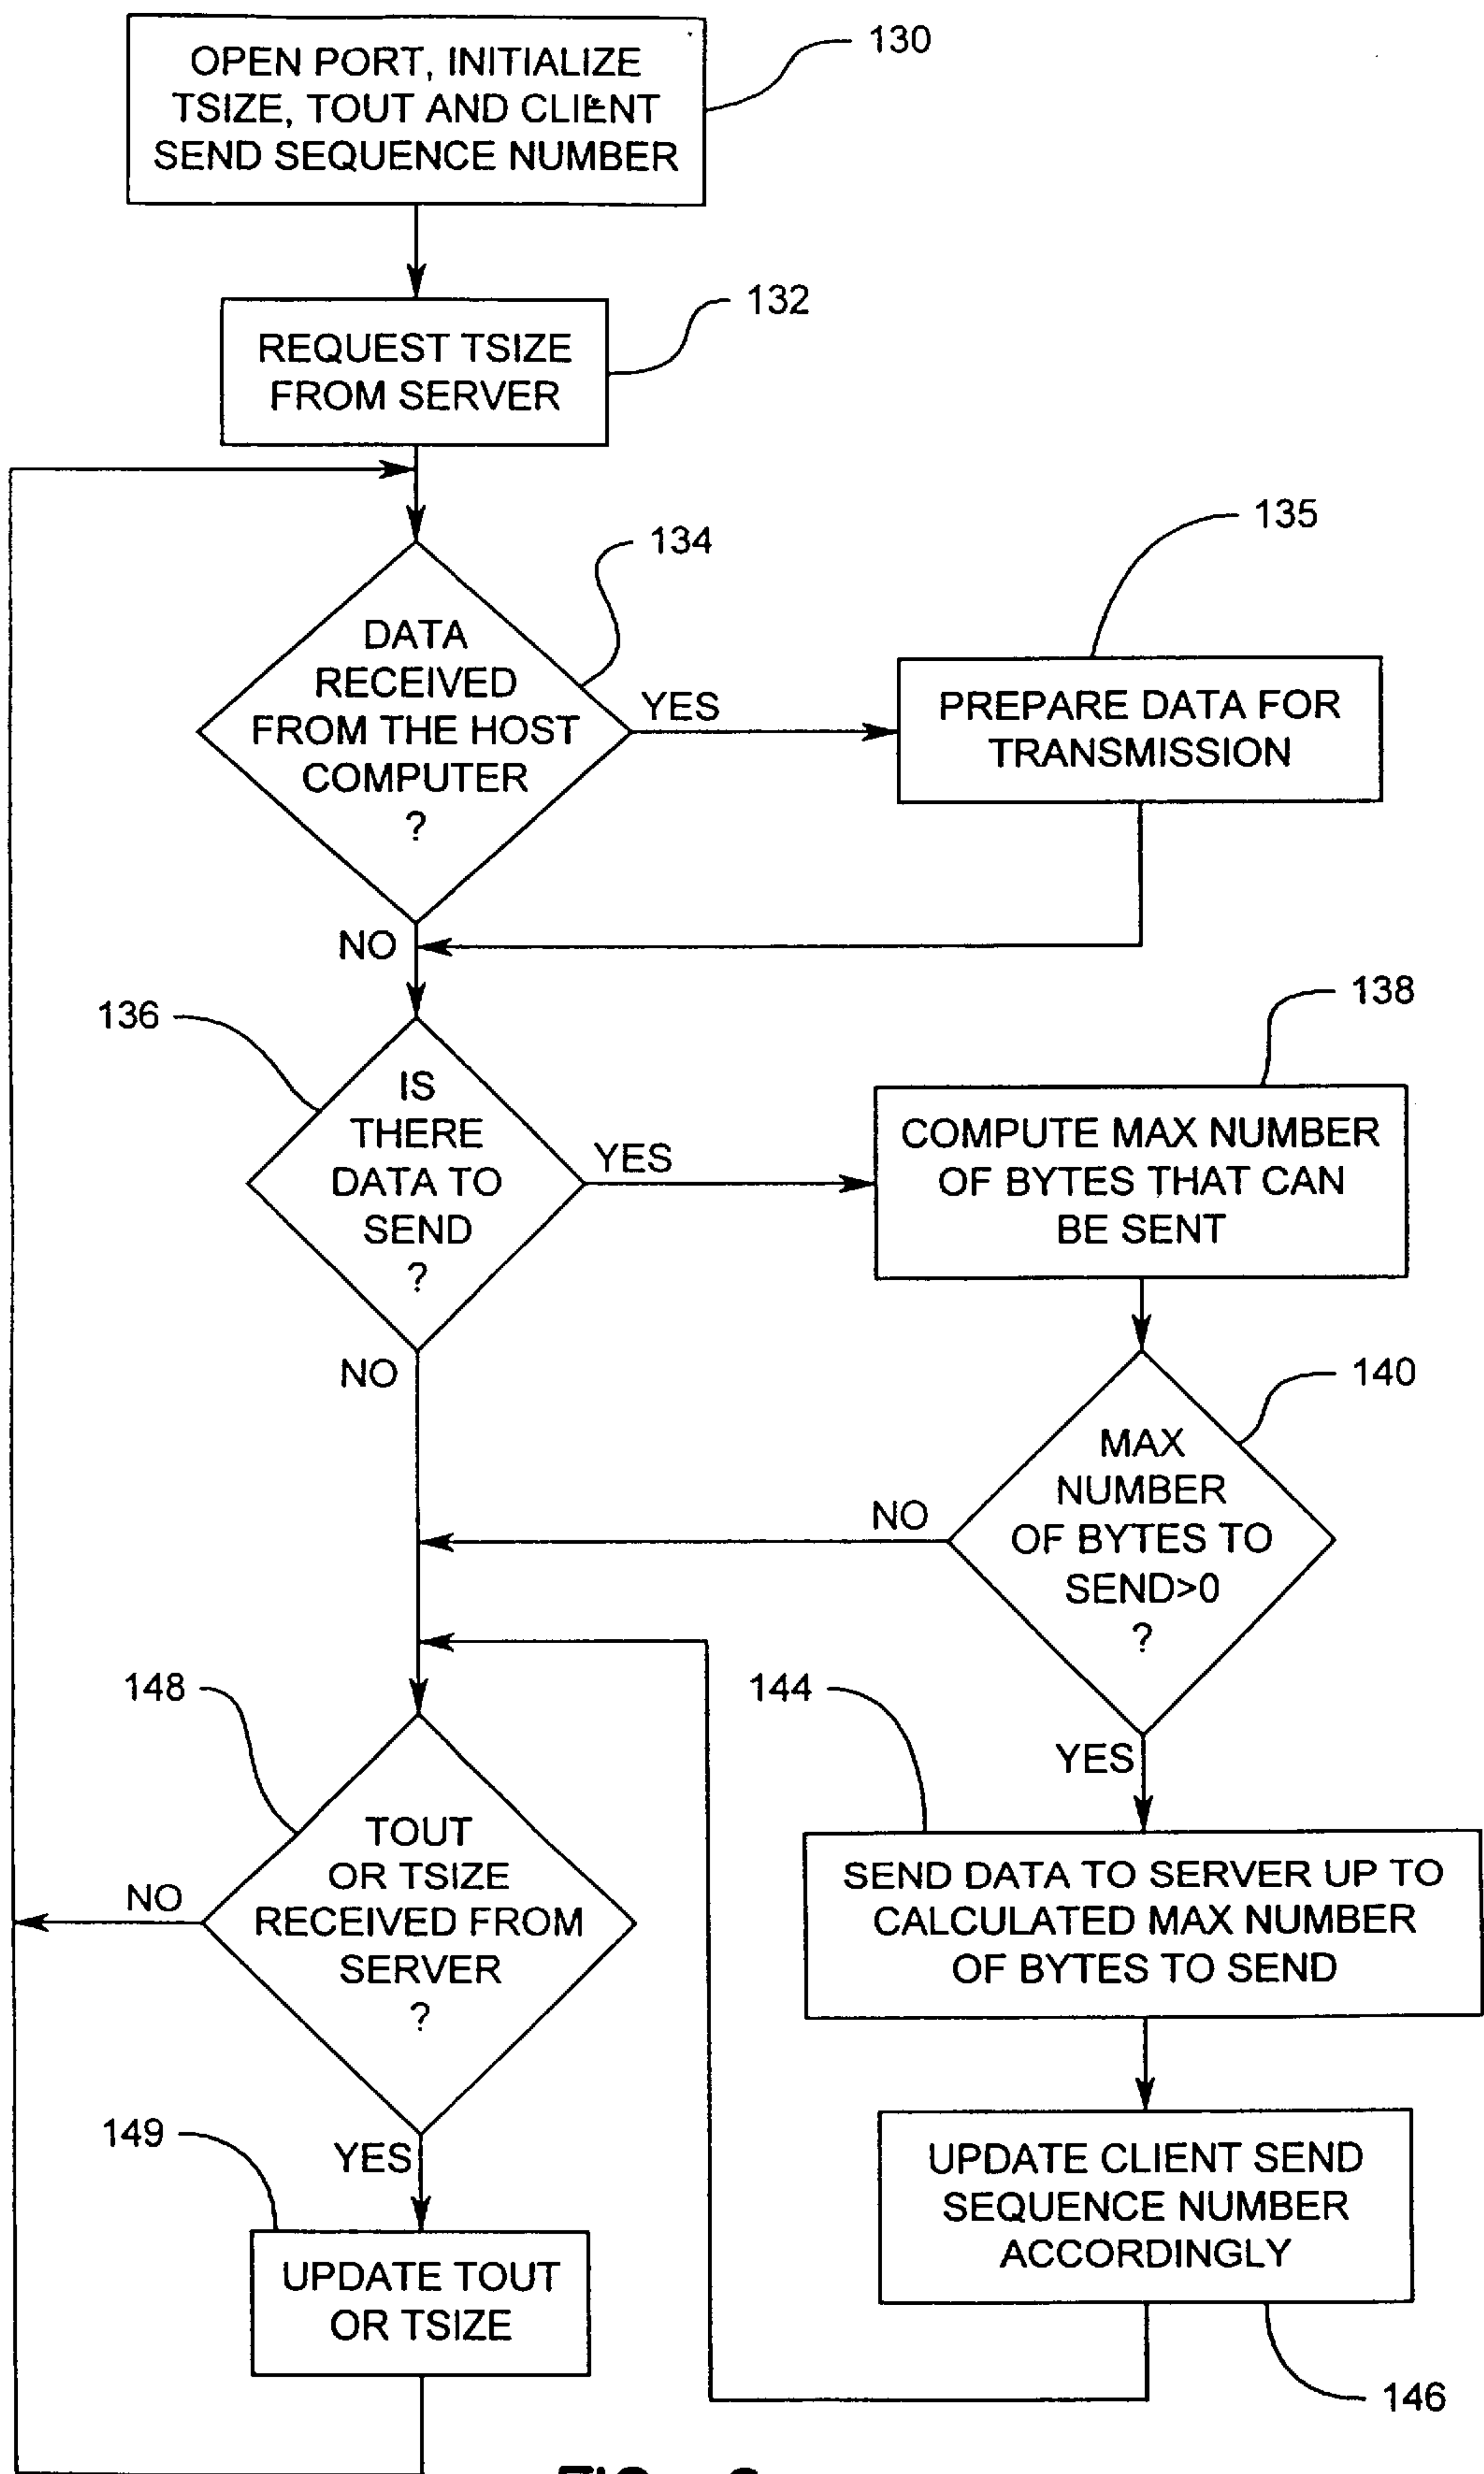 OPEN PORT, INITIALIZE
TSIZE, TOUT AND CLIENT
SEND SEQUENCE NUMBER
130
REQUEST TSIZE
FROM SERVER
132
DATA
RECEIVED
FROM THE HOST
COMPUTER
?
134
YES
NO
PREPARE DATA FOR
TRANSMISSION
135
IS
THERE
DATA TO
SEND
?
136
YES
NO
COMPUTE MAX NUMBER
OF BYTES THAT CAN
BE SENT
138
MAX
NUMBER
OF BYTES TO
SEND>0
?
140
NO
YES
SEND DATA TO SERVER UP TO
CALCULATED MAX NUMBER
OF BYTES TO SEND
144
UPDATE CLIENT SEND
SEQUENCE NUMBER
ACCORDINGLY
146
TOUT
OR TSIZE
RECEIVED FROM
SERVER
?
148
NO
YES
UPDATE TOUT
OR TSIZE
149